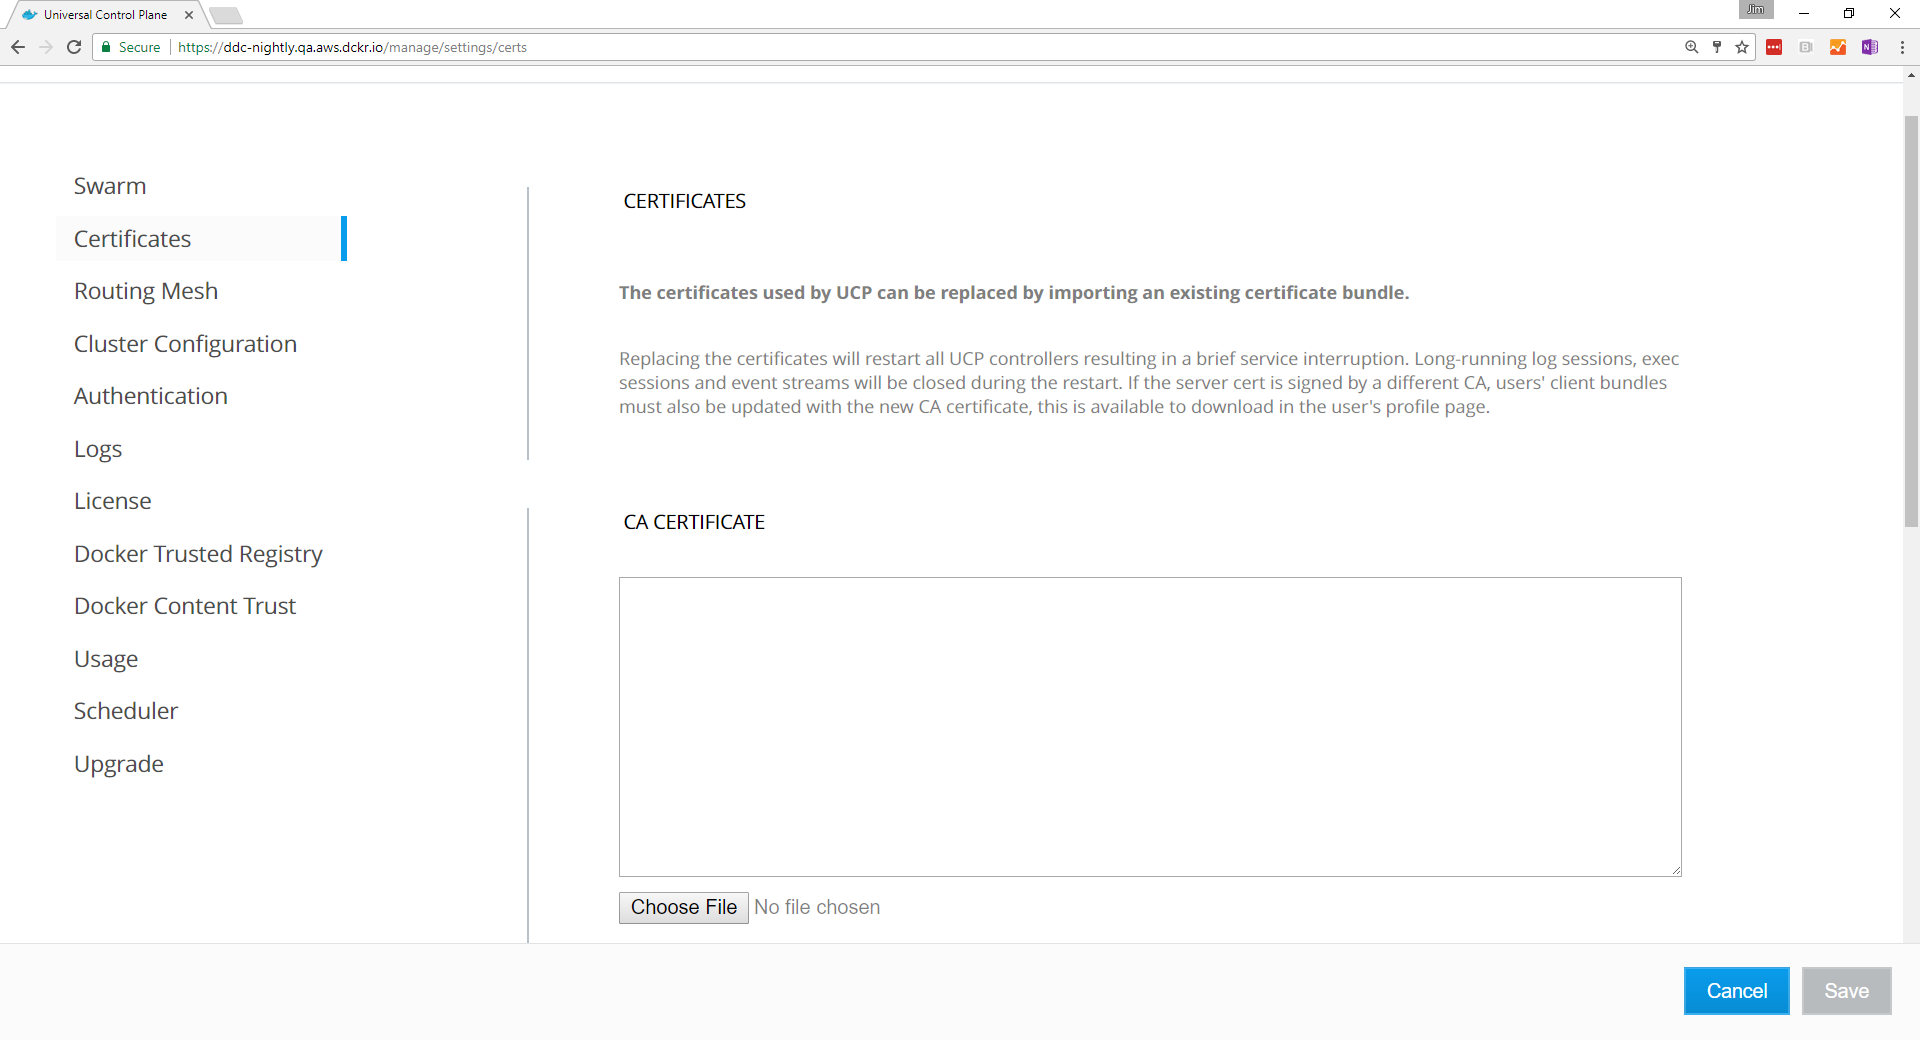 Universal Control Plane
Jim
Secure
https://ddc-nightly.qa.aws.dckr.io/manage/settings/certs
Swarm
Certificates
Routing Mesh
Cluster Configuration
Authentication
Logs
License
Docker Trusted Registry
Docker Content Trust
Usage
Scheduler
Upgrade
CERTIFICATES
The certificates used by UCP can be replaced by importing an existing certificate bundle.
Replacing the certificates will restart all UCP controllers resulting in a brief service interruption. Long-running log sessions, exec
sessions and event streams will be closed during the restart. If the server cert is signed by a different CA, users' client bundles
must also be updated with the new CA certificate, this is available to download in the user's profile page.
CA CERTIFICATE
Choose File No file chosen
Cancel
Save